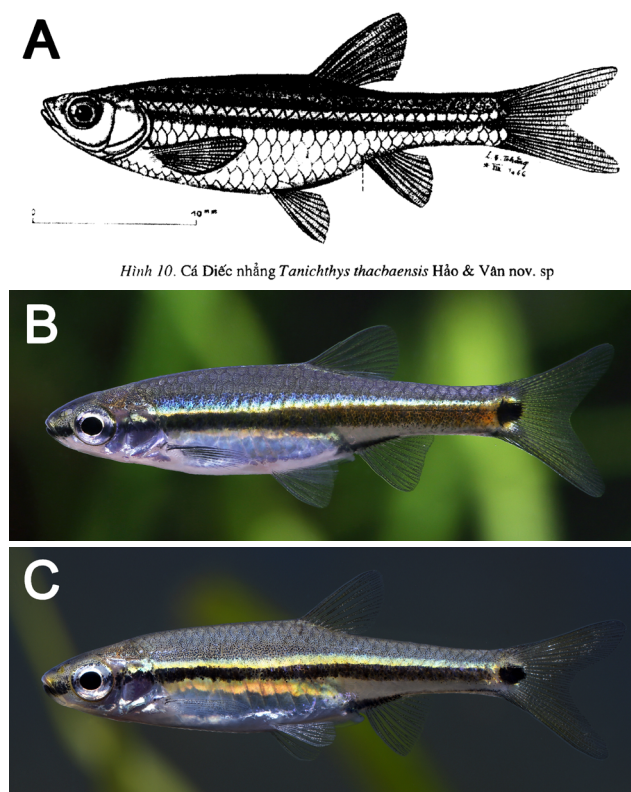 A
10 mm
Hình 10. Cá Diếc nhẳng Tanichthys thacbaensis Hảo & Vân nov. sp
B
C